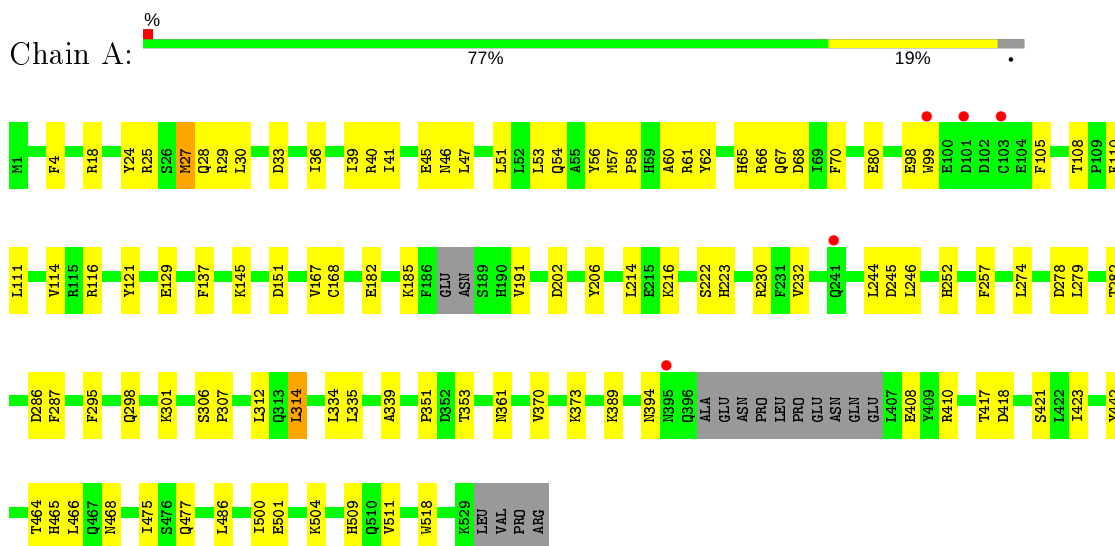 %
Chain A:
77% 19% •
M1 F4 R18 Y24 R25 S26 M27 Q28 R29 L30 D33 I36 I39 R40 I41 E45 N46 L47 L51 L52 L53 Q54 A55 Y56 M57 P58 H59 A60 R61 Y62 H65 R66 Q67 D68 I69 F70 E80 E98 W99 E100 D101 D102 C103 E104 F105 T108 P109
L111 V114 R115 R116 Y121 E129 F137 K145 D151 V167 C168 E182 K185 F186 GLU ASN S189 H190 V191 D202 Y206 L214 E215 K216 S222 H223 R230 F231 V232 Q241 L244 D245 L246 H252 F257 L274 D278 L279
D286 F287 F295 Q298 K301 S306 P307 L312 Q313 L314 L334 L335 A339 P351 D352 T353 N361 V370 K373 K389 N394 N395 Q396 ALA GLU ASN PRO LEU PRO GLU ASN GLN GLU L407 E408 Y409 R410 T417 D418 S421 L422 I423
T464 H465 L466 Q467 N468 I475 S476 Q477 L486 I500 E501 K504 H509 Q510 V511 W518 K529 LEU VAL PRO ARG